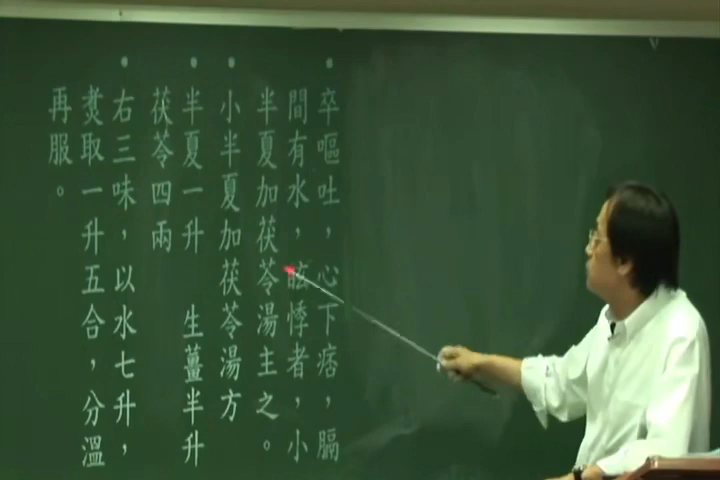 • 卒嘔吐，心下痞，膈
間有水，眩悸者，小
半夏加茯苓湯主之。
• 小半夏加茯苓湯方
• 半夏一升 生薑半升
茯苓四兩
• 右三味，以水七升，
煑取一升五合，分溫
再服。